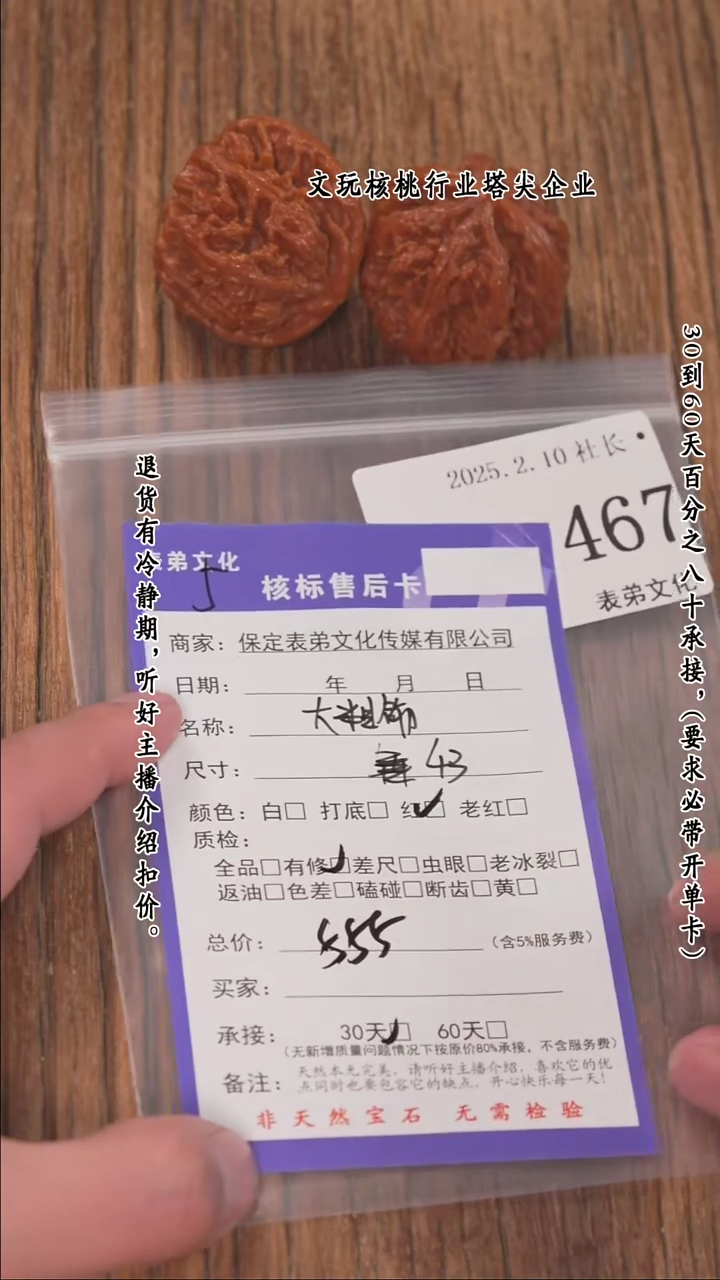 文玩核桃行业塔尖企业
30到60天百分之八十承接，（要求必带开单卡）
退货有冷静期，听好主播介绍扣价。
2025.2.10 社长
467
表弟文化
表弟文化
核标售后卡
商家：保定表弟文化传媒有限公司
日期： 年 月 日
名称：
尺寸： 43
颜色：白□ 打底□ 红☑ 老红□
质检：
全品□有修☑差尺□虫眼□老冰裂□
返油□色差□磕碰□断齿□黄□
总价： 555 （含5%服务费）
买家：
承接： 30天☑ 60天□
（无新增质量问题情况下按原价80%承接，不含服务费）
备注： 天然本无完美，请听好主播介绍，喜欢它的优
点同时也要包容它的缺点，开心快乐每一天！
非天然宝石 无需检验